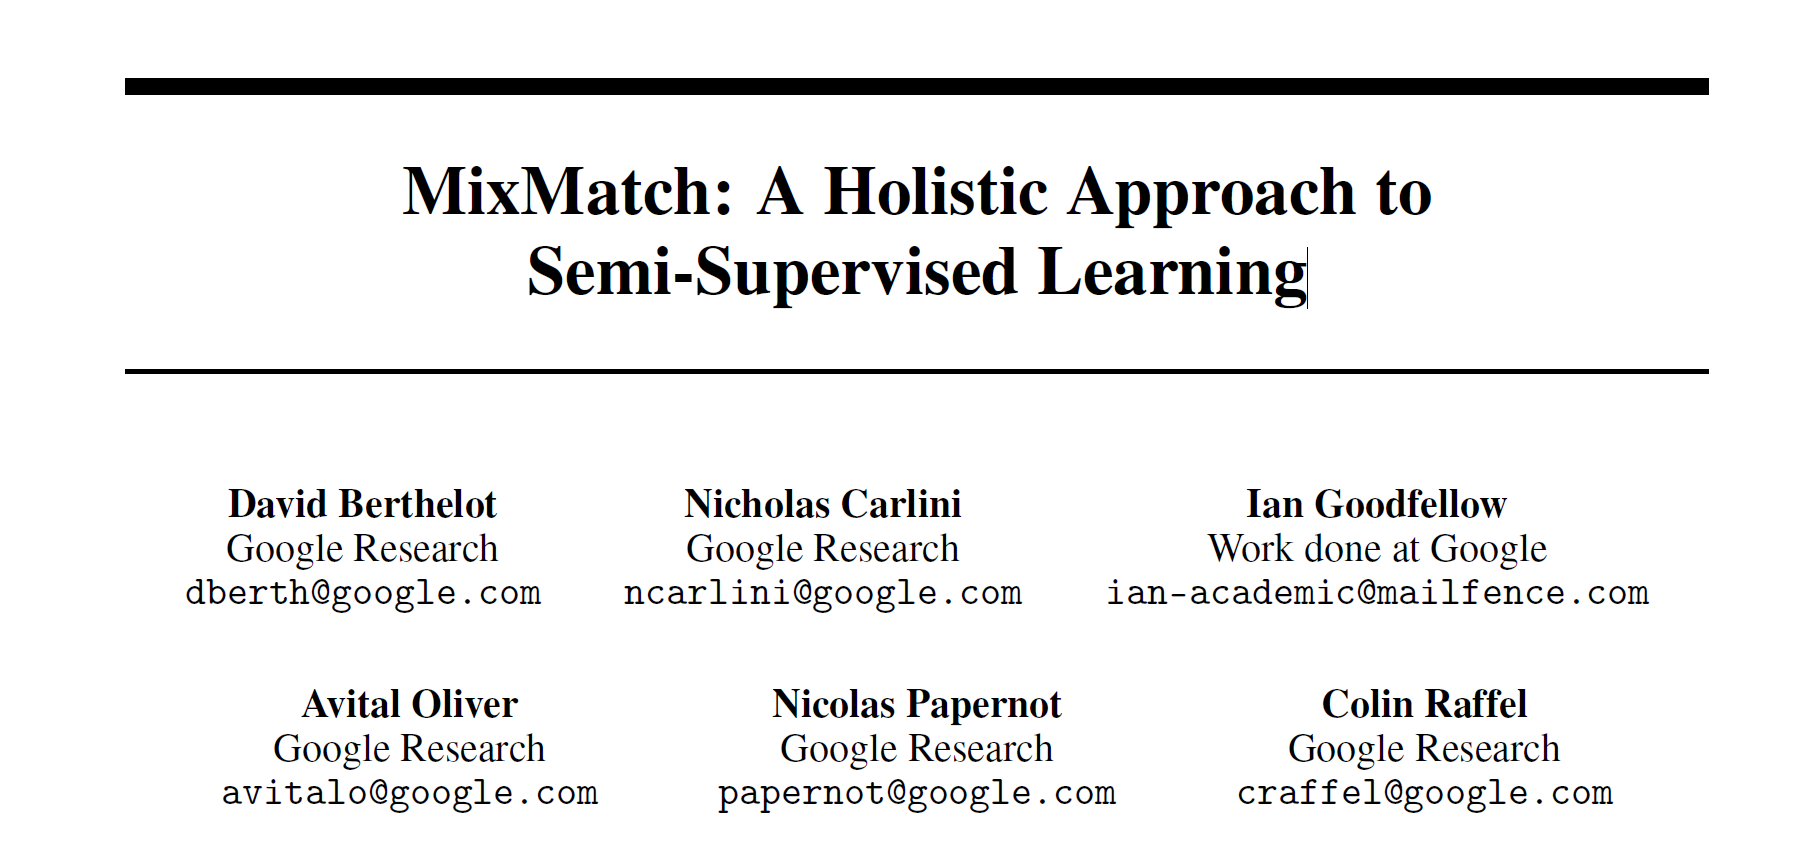 MixMatch: A Holistic Approach to
Semi-Supervised Learning
David Berthelot
Google Research
dberth@google.com
Nicholas Carlini
Google Research
ncarlini@google.com
Ian Goodfellow
Work done at Google
ian-academic@mailfence.com
Avital Oliver
Google Research
avitalo@google.com
Nicolas Papernot
Google Research
papernot@google.com
Colin Raffel
Google Research
craffel@google.com